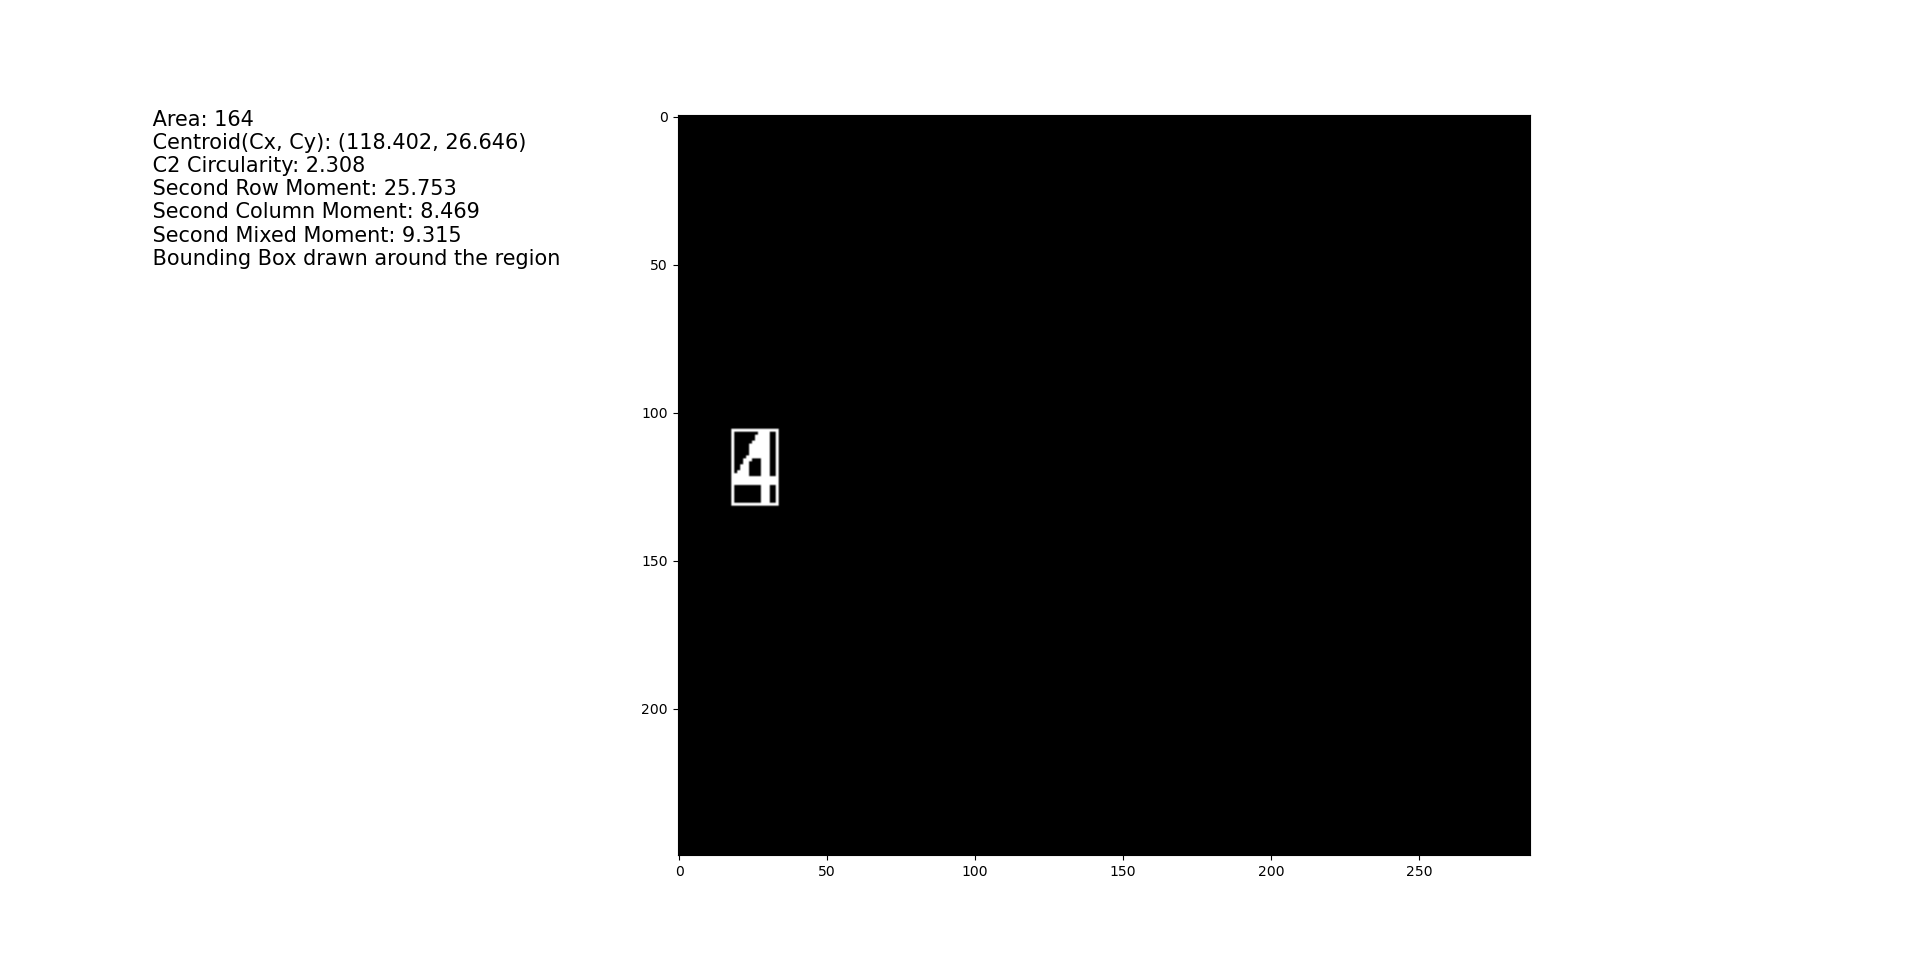 Area: 164
Centroid(Cx, Cy): (118.402, 26.646)
C2 Circularity: 2.308
Second Row Moment: 25.753
Second Column Moment: 8.469
Second Mixed Moment: 9.315
Bounding Box drawn around the region
0
50
100
4
150
200
0 50 100 150 200 250